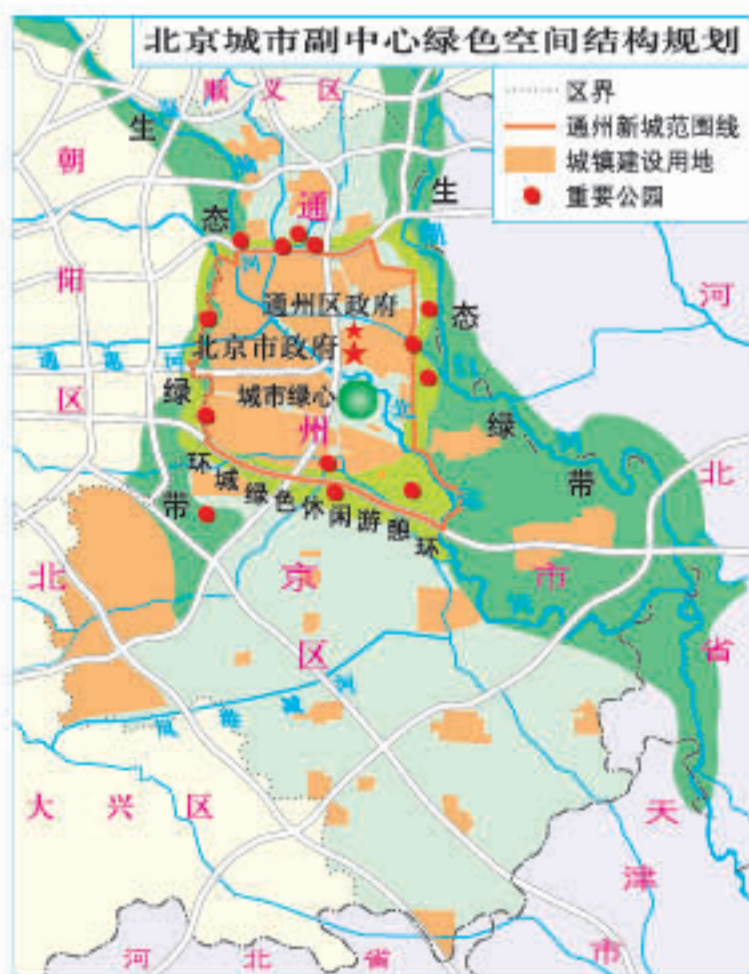 北京城市副中心绿色空间结构规划
区界
通州新城范围线
城镇建设用地
重要公园
顺义区
朝阳区
通州区
河北省
北京市
生态绿带
生态绿带
通州区政府
北京市政府
城市绿心
环城绿色休闲游憩环
通惠河
大兴区
天津市
河北省